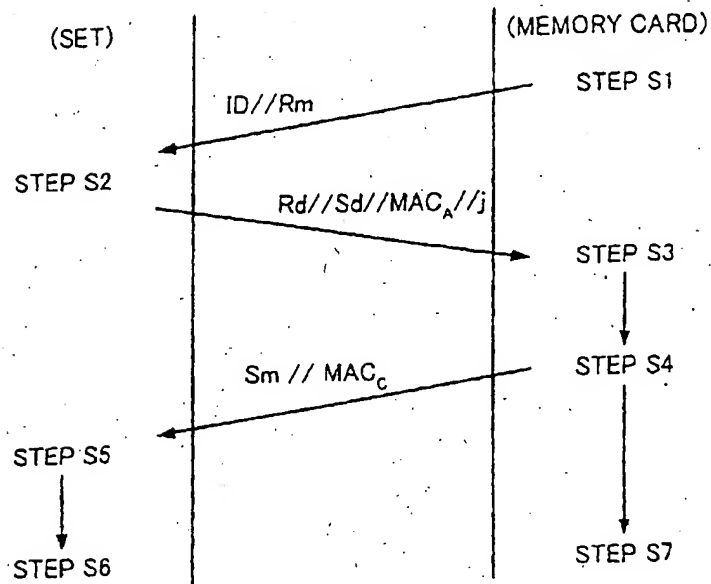 (SET)
(MEMORY CARD)
STEP S1
ID//Rm
STEP S2
Rd//Sd//MAC_A//j
STEP S3
STEP S4
Sm // MAC_C
STEP S5
STEP S6
STEP S7